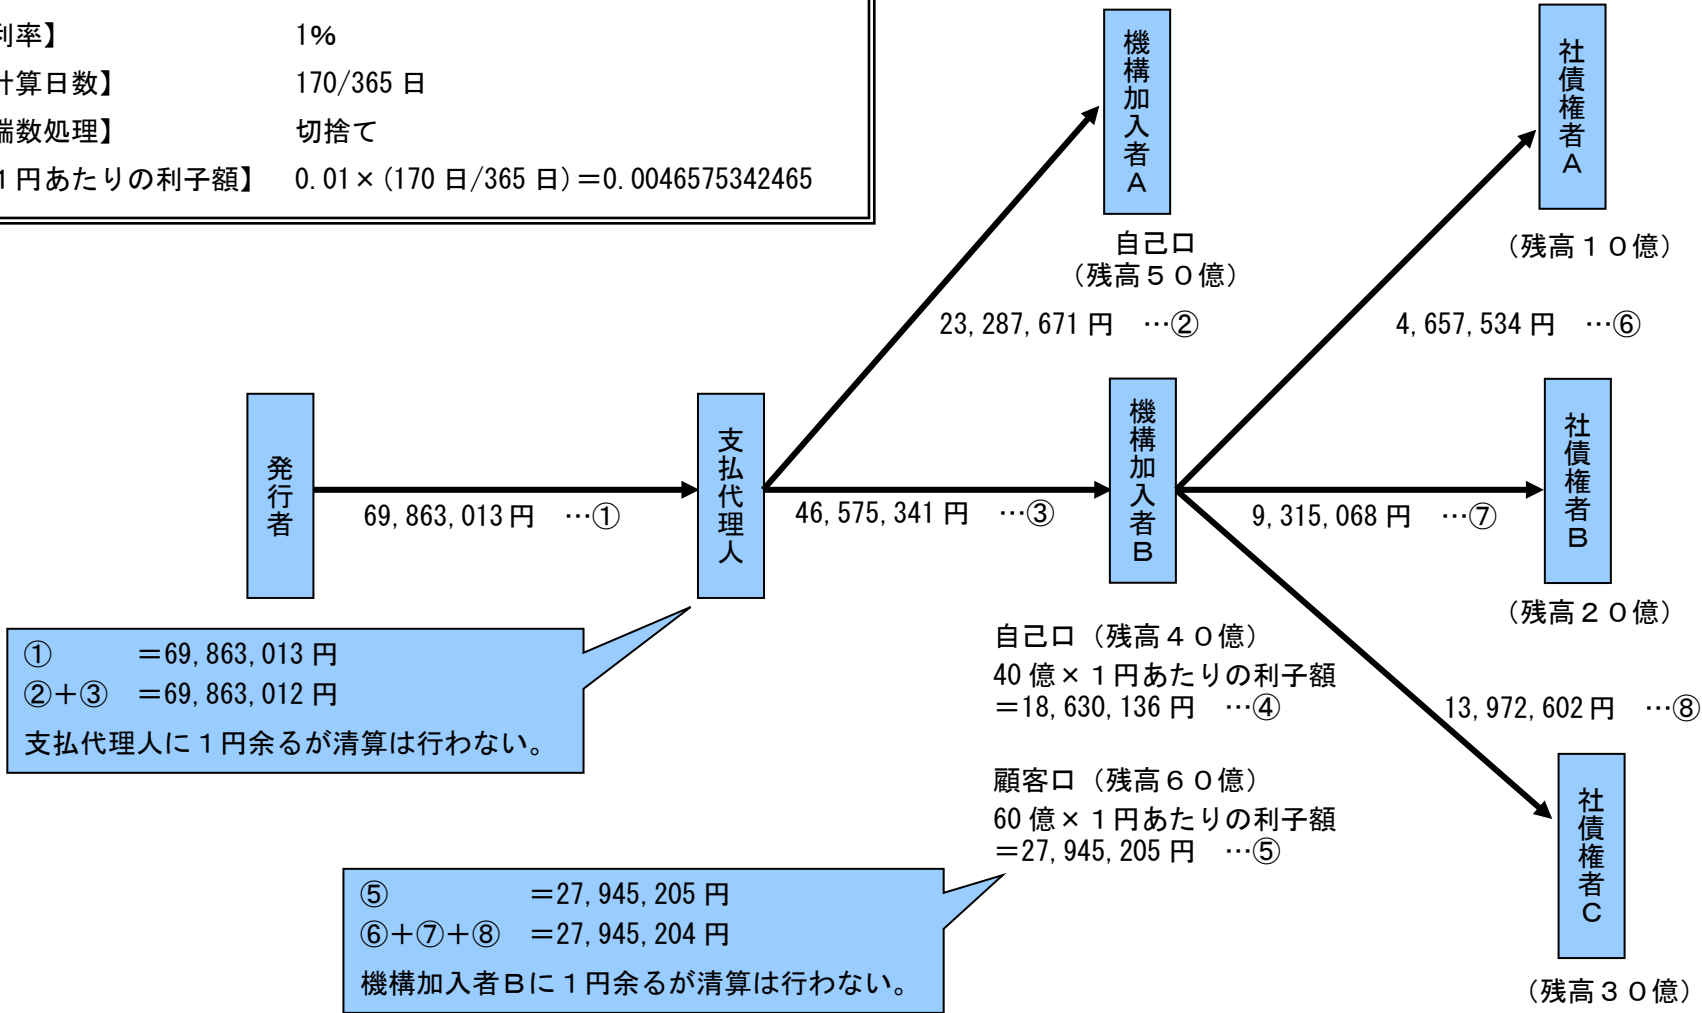 利率】 1%
計算日数】 170/365 日
端数処理】 切捨て
１円あたりの利子額】 0.01×(170 日/365 日)＝0.0046575342465
機構加入者Ａ
自己口
（残高５０億）
23,287,671 円 …②
社債権者Ａ
（残高１０億）
4,657,534 円 …⑥
発行者
69,863,013 円 …①
支払代理人
46,575,341 円 …③
機構加入者Ｂ
9,315,068 円 …⑦
社債権者Ｂ
（残高２０億）
① ＝69,863,013 円
②＋③ ＝69,863,012 円
支払代理人に１円余るが清算は行わない。
自己口（残高４０億）
40 億×１円あたりの利子額
＝18,630,136 円 …④
13,972,602 円 …⑧
顧客口（残高６０億）
60 億×１円あたりの利子額
＝27,945,205 円 …⑤
社債権者Ｃ
（残高３０億）
⑤ ＝27,945,205 円
⑥＋⑦＋⑧ ＝27,945,204 円
機構加入者Ｂに１円余るが清算は行わない。